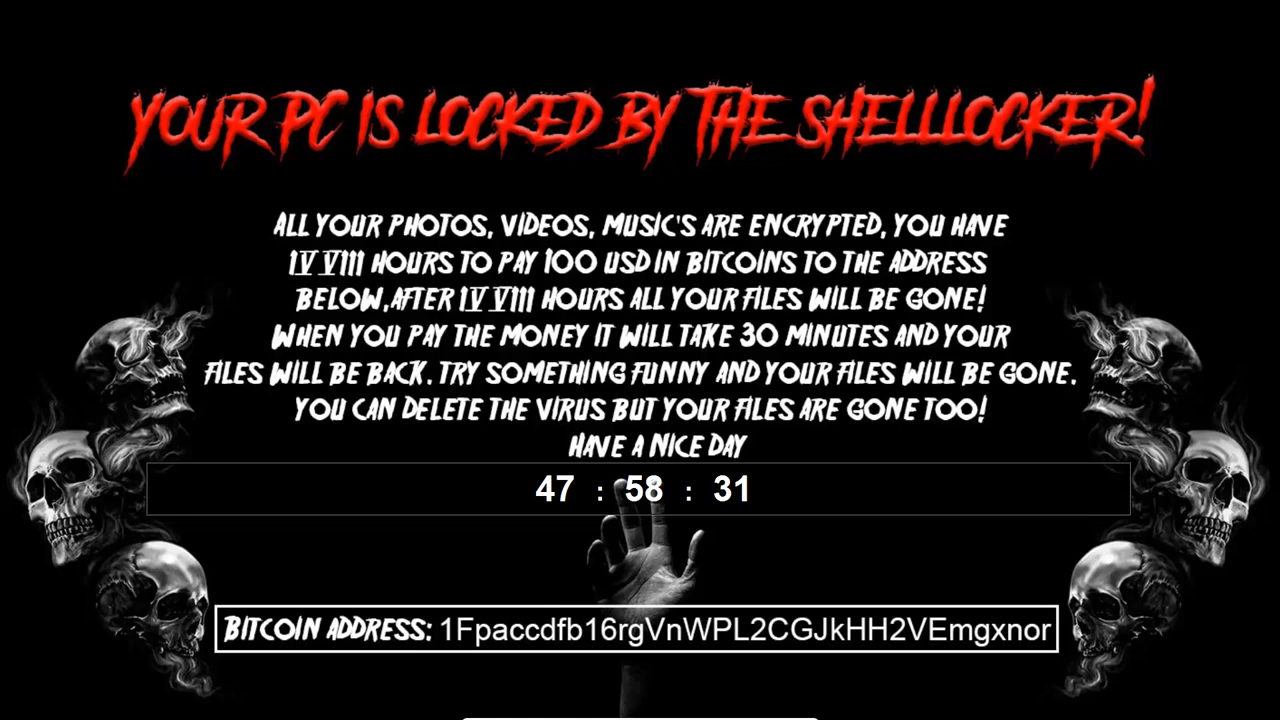 YOUR PC IS LOCKED BY THE SHELLLOCKER!
ALL YOUR PHOTOS, VIDEOS, MUSIC'S ARE ENCRYPTED, YOU HAVE
IV VIII HOURS TO PAY 100 USD IN BITCOINS TO THE ADDRESS
BELOW,AFTER IV VIII HOURS ALL YOUR FILES WILL BE GONE!
WHEN YOU PAY THE MONEY IT WILL TAKE 30 MINUTES AND YOUR
FILES WILL BE BACK. TRY SOMETHING FUNNY AND YOUR FILES WILL BE GONE.
YOU CAN DELETE THE VIRUS BUT YOUR FILES ARE GONE TOO!
HAVE A NICE DAY
47 : 58 : 31
BITCOIN ADDRESS: 1Fpaccdfb16rgVnWPL2CGJkHH2VEmgxnor